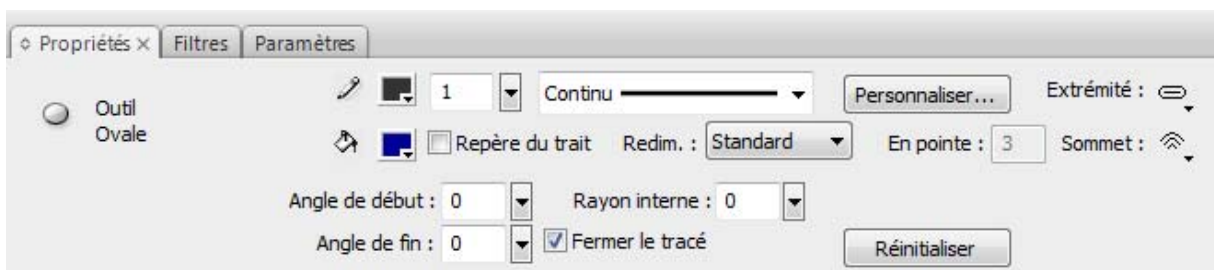 Propriétés Filtres Paramètres
Outil Ovale
1 Continu Personnaliser... Extrémité :
Repère du trait Redim. : Standard En pointe : 3 Sommet :
Angle de début : 0 Rayon interne : 0
Angle de fin : 0 Fermer le tracé Réinitialiser